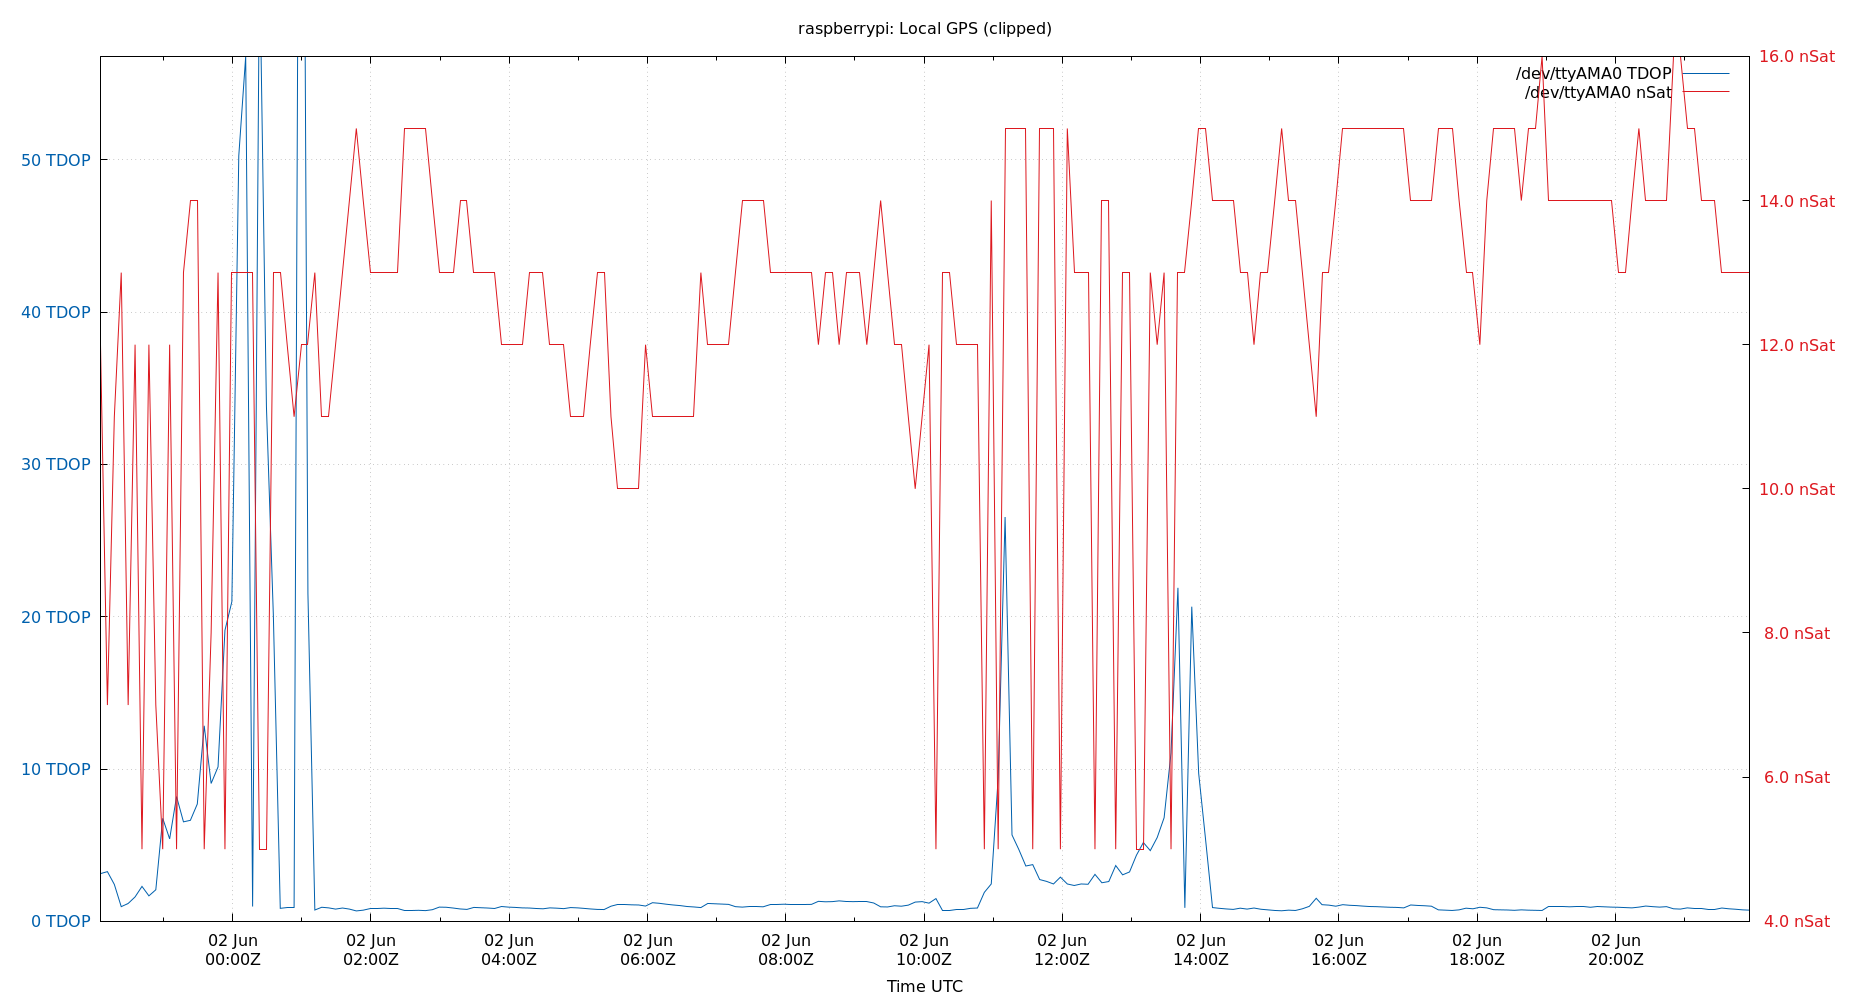 raspberrypi: Local GPS (clipped)
16.0 nSat
/dev/ttyAMA0 TDOP
/dev/ttyAMA0 nSat
50 TDOP
14.0 nSat
40 TDOP
12.0 nSat
30 TDOP
10.0 nSat
20 TDOP
8.0 nSat
10 TDOP
6.0 nSat
0 TDOP
4.0 nSat
02 Jun 02 Jun 02 Jun 02 Jun 02 Jun 02 Jun 02 Jun 02 Jun 02 Jun 02 Jun 02 Jun
00:00Z 02:00Z 04:00Z 06:00Z 08:00Z 10:00Z 12:00Z 14:00Z 16:00Z 18:00Z 20:00Z
Time UTC